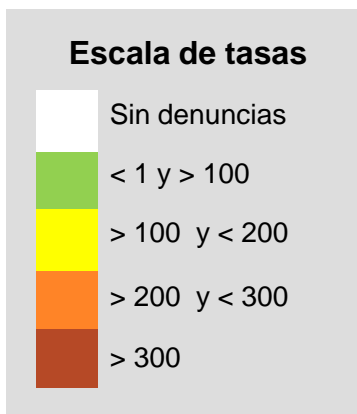 Escala de tasas
Sin denuncias
< 1 y > 100
> 100 y < 200
> 200 y < 300
> 300